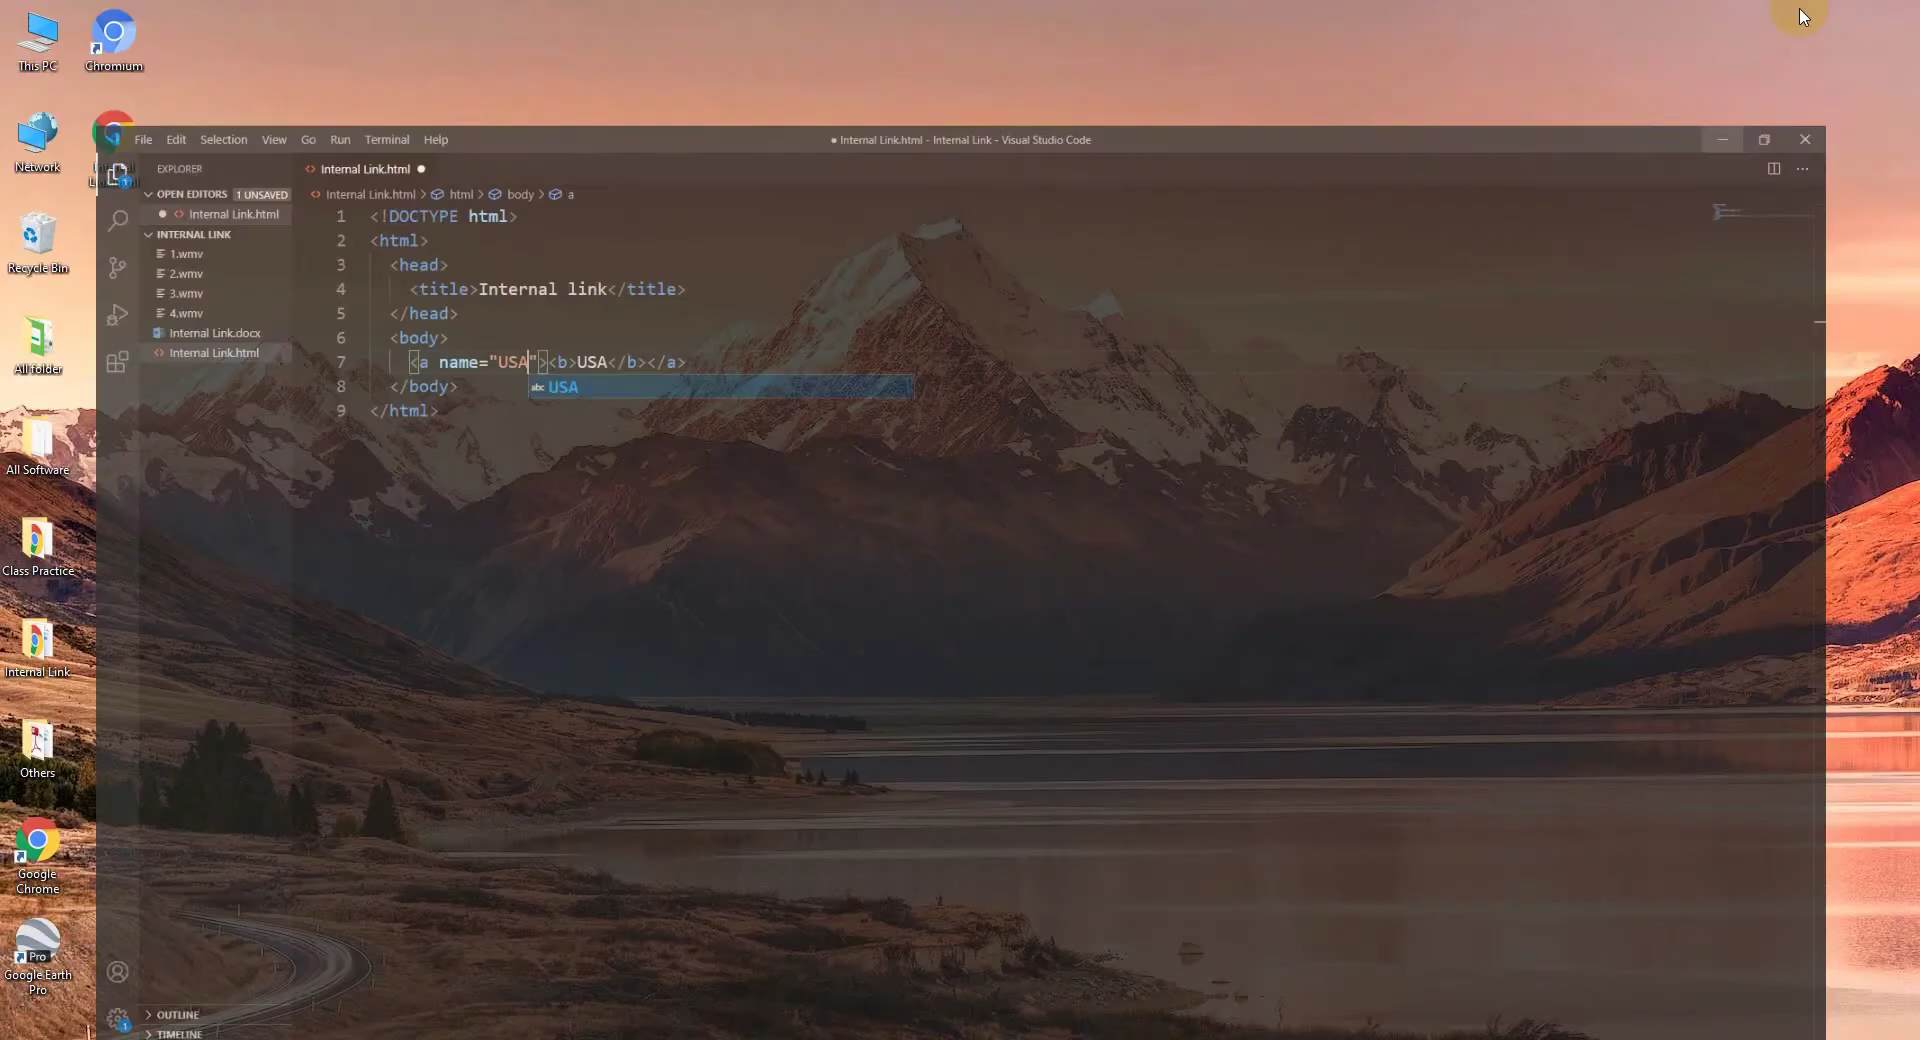 This PC
Chromium
Network
Recycle Bin
All folder
All Software
Class Practice
Internal Link
Others
Google
Chrome
Pro
Google Earth
Pro
File Edit Selection View Go Run Terminal Help
● Internal Link.html - Internal Link - Visual Studio Code
EXPLORER
OPEN EDITORS 1 UNSAVED
Internal Link.html
INTERNAL LINK
1.wmv
2.wmv
3.wmv
4.wmv
Internal Link.docx
Internal Link.html
OUTLINE
TIMELINE
1
1
Internal Link.html
Internal Link.html > html > body > a
1 <!DOCTYPE html>
2 <html>
3 <head>
4 <title>Internal link</title>
5 </head>
6 <body>
7 <a name="USA"><b>USA</b></a>
8 </body>
abc USA
9 </html>